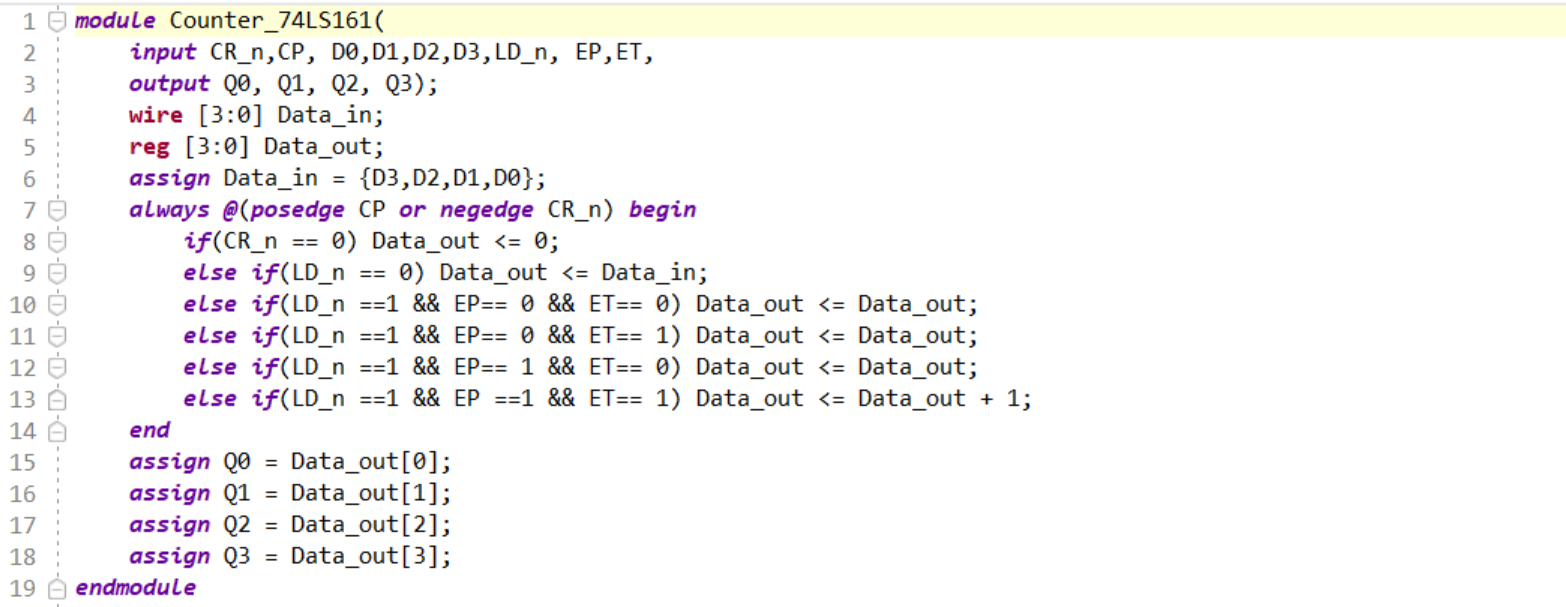 1 module Counter_74LS161(
2 input CR_n,CP, D0,D1,D2,D3,LD_n, EP,ET,
3 output Q0, Q1, Q2, Q3);
4 wire [3:0] Data_in;
5 reg [3:0] Data_out;
6 assign Data_in = {D3,D2,D1,D0};
7 always @(posedge CP or negedge CR_n) begin
8 if(CR_n == 0) Data_out <= 0;
9 else if(LD_n == 0) Data_out <= Data_in;
10 else if(LD_n ==1 && EP== 0 && ET== 0) Data_out <= Data_out;
11 else if(LD_n ==1 && EP== 0 && ET== 1) Data_out <= Data_out;
12 else if(LD_n ==1 && EP== 1 && ET== 0) Data_out <= Data_out;
13 else if(LD_n ==1 && EP ==1 && ET== 1) Data_out <= Data_out + 1;
14 end
15 assign Q0 = Data_out[0];
16 assign Q1 = Data_out[1];
17 assign Q2 = Data_out[2];
18 assign Q3 = Data_out[3];
19 endmodule